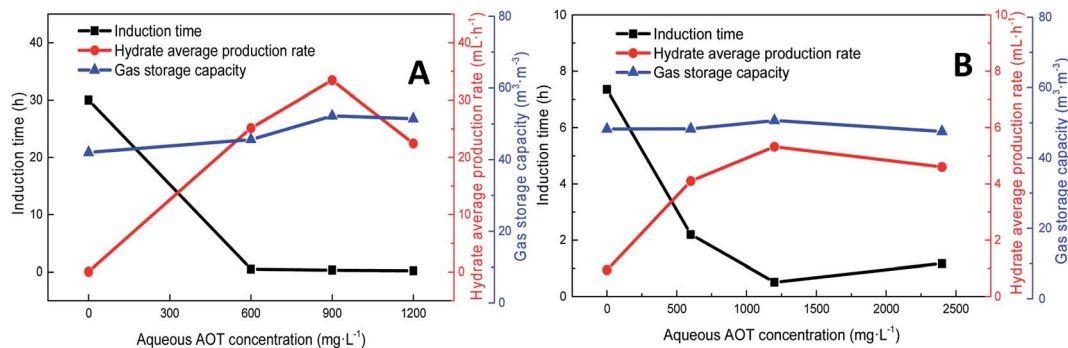 A
Induction time
Hydrate average production rate
Gas storage capacity
Induction time (h)
40
30
20
10
0
0
300
600
900
1200
Aqueous AOT concentration (mg·L⁻¹)
Hydrate average production rate (mL·h⁻¹)
40
30
20
10
0
Gas storage capacity (m³·m⁻³)
80
60
40
20
0
B
Induction time
Hydrate average production rate
Gas storage capacity
Induction time (h)
10
8
6
4
2
0
0
500
1000
1500
2000
2500
Aqueous AOT concentration (mg·L⁻¹)
Hydrate average production rate (mL·h⁻¹)
10
8
6
4
2
0
Gas storage capacity (m³·m⁻³)
80
60
40
20
0